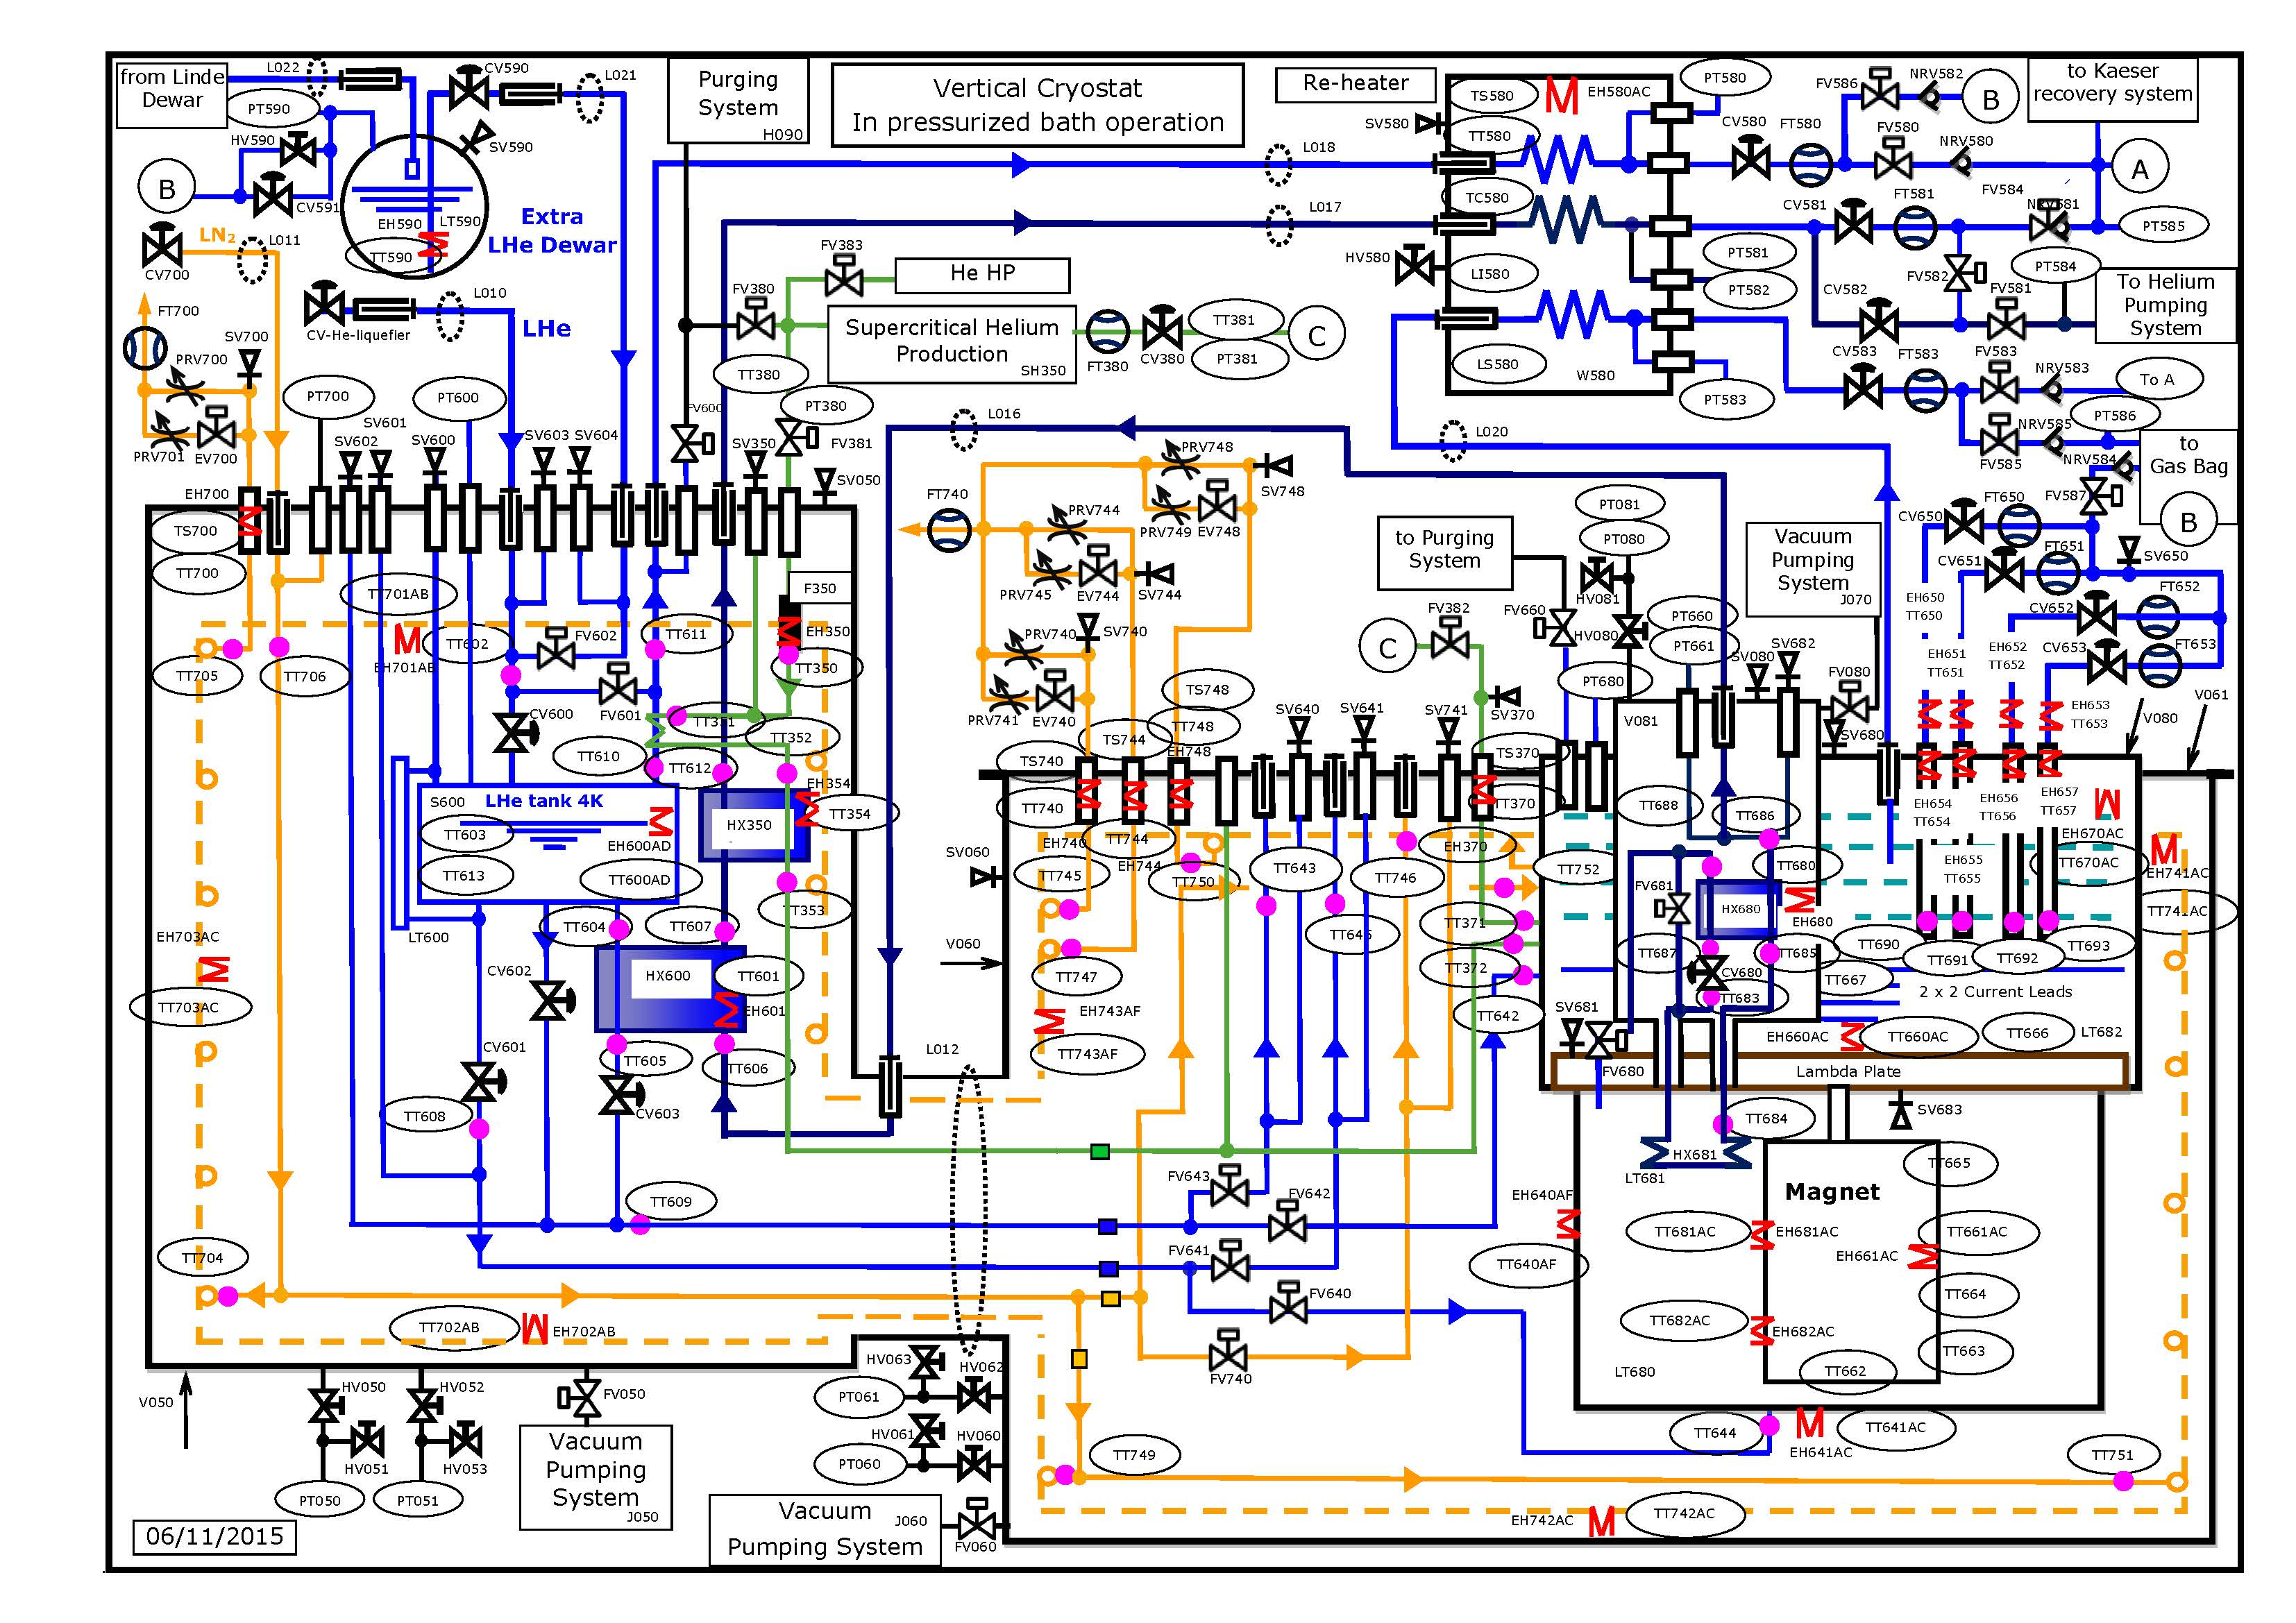 from Linde
Dewar
L022
CV590
L021
Purging
System
H090
Vertical Cryostat
In pressurized bath operation
Re-heater
TS580
EH580AC
PT580
FV586
NRV582
B
to Kaeser
recovery system
PT590
HV590
SV590
SV580
TT580
CV580
FT580
FV580
NRV580
A
B
CV591
L018
TC580
FV584
EH590
LT590
Extra
LHe Dewar
TT590
LN₂
L011
CV700
L017
CV581
FT581
NRV581
PT585
FV383
He HP
HV580
LI580
PT581
PT582
FV582
PT584
FV581
To Helium
Pumping
System
FT700
L010
CV-He-liquefier
LHe
FV380
Supercritical Helium
Production
SH350
FT380
CV380
TT381
PT381
C
CV582
SV700
PRV700
LS580
W580
CV583
FT583
FV583
NRV583
To A
PT583
PT586
TT380
PT700
PT600
PT380
FV600
FV381
L016
L020
NRV585
FV585
to
Gas Bag
B
NRV584
FV587
PRV701
EV700
SV602
SV601
SV600
SV603
SV604
SV350
SV050
PRV748
SV748
PRV749
EV748
EH700
TS700
TT700
FT740
PRV744
PRV745
EV744
SV744
to Purging
System
PT081
PT080
HV081
Vacuum
Pumping
System
J070
CV650
FT650
CV651
FT651
SV650
FT652
TT701AB
F350
FV660
HV080
EH650
TT650
CV652
CV653
FT653
TT602
FV602
TT611
EH350
TT350
EH701AB
TT705
TT706
PRV740
SV740
PRV741
EV740
C
FV382
PT660
PT661
SV080
SV682
FV080
EH651
TT651
EH652
TT652
EH653
TT653
V080
V061
PT680
FV601
CV600
TT351
TT352
TT610
TT612
TS748
TT748
TS744
TS740
EH748
SV640
SV641
SV741
SV370
TS370
V081
SV680
LHe tank 4K
S600
TT603
TT613
EH600AD
TT600AD
HX350
EH354
TT354
TT740
TT744
EH740
EH744
TT745
TT750
TT643
TT746
TT370
EH370
TT752
TT688
TT686
TT680
EH654
TT654
EH656
TT656
EH657
TT657
EH670AC
TT670AC
EH655
TT655
EH741AC
TT741AC
SV060
LT600
TT604
TT607
TT353
FV681
HX680
EH680
TT371
TT372
TT645
TT687
TT685
CV680
TT683
TT690
TT667
TT691
TT692
TT693
2 x 2 Current Leads
EH703AC
TT703AC
CV602
HX600
TT601
EH601
V060
TT747
EH743AF
TT743AF
TT642
SV681
FV680
EH660AC
TT660AC
TT666
LT682
Lambda Plate
CV601
TT605
TT606
L012
TT608
CV603
TT684
SV683
HX681
LT681
Magnet
TT665
TT609
FV643
FV642
EH640AF
TT681AC
EH681AC
TT661AC
EH661AC
TT704
FV641
TT640AF
FV640
TT664
TT702AB
EH702AB
TT682AC
EH682AC
TT663
TT662
LT680
FV740
V050
HV050
HV052
FV050
HV063
HV062
PT061
HV051
HV053
HV061
HV060
PT060
PT050
PT051
Vacuum
Pumping
System
J050
TT749
TT644
EH641AC
TT641AC
TT751
06/11/2015
Vacuum
J060
Pumping System
FV060
EH742AC
TT742AC